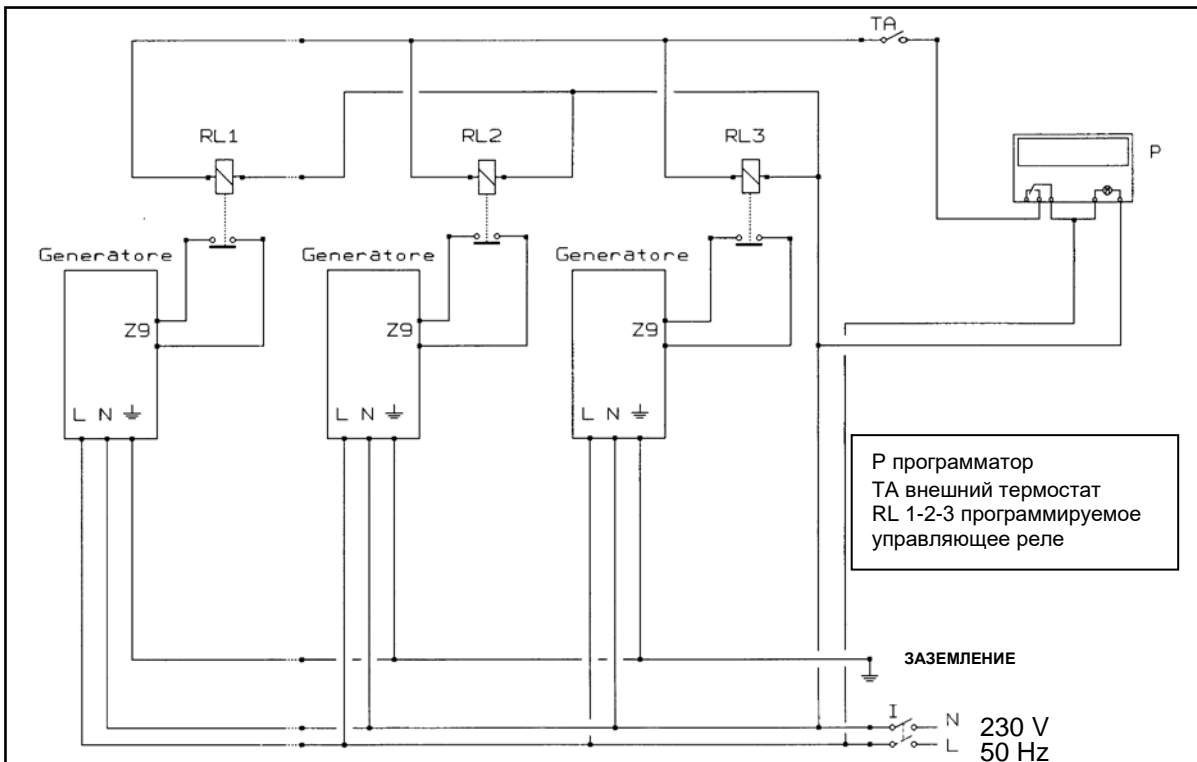 TA
RL1
RL2
RL3
P
Generatore
Generatore
Generatore
Z9
Z9
Z9
L N
L N
L N
P программатор
TA внешний термостат
RL 1-2-3 программируемое
управляющее реле
ЗАЗЕМЛЕНИЕ
I
N
230 V
L
50 Hz